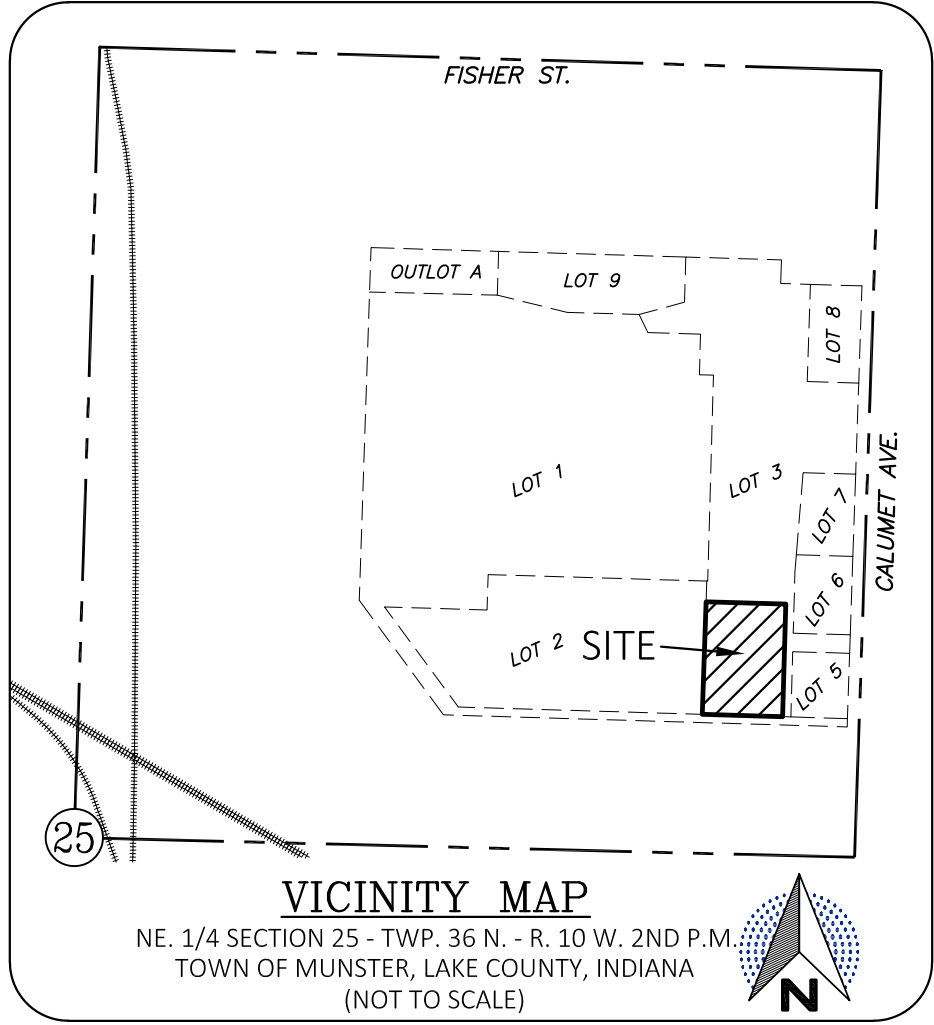 FISHER ST.
OUTLOT A
LOT 9
LOT 8
CALUMET AVE.
LOT 1
LOT 3
LOT 7
LOT 6
LOT 2
SITE
LOT 5
25
VICINITY MAP
NE. 1/4 SECTION 25 - TWP. 36 N. - R. 10 W. 2ND P.M.
TOWN OF MUNSTER, LAKE COUNTY, INDIANA
(NOT TO SCALE)
N